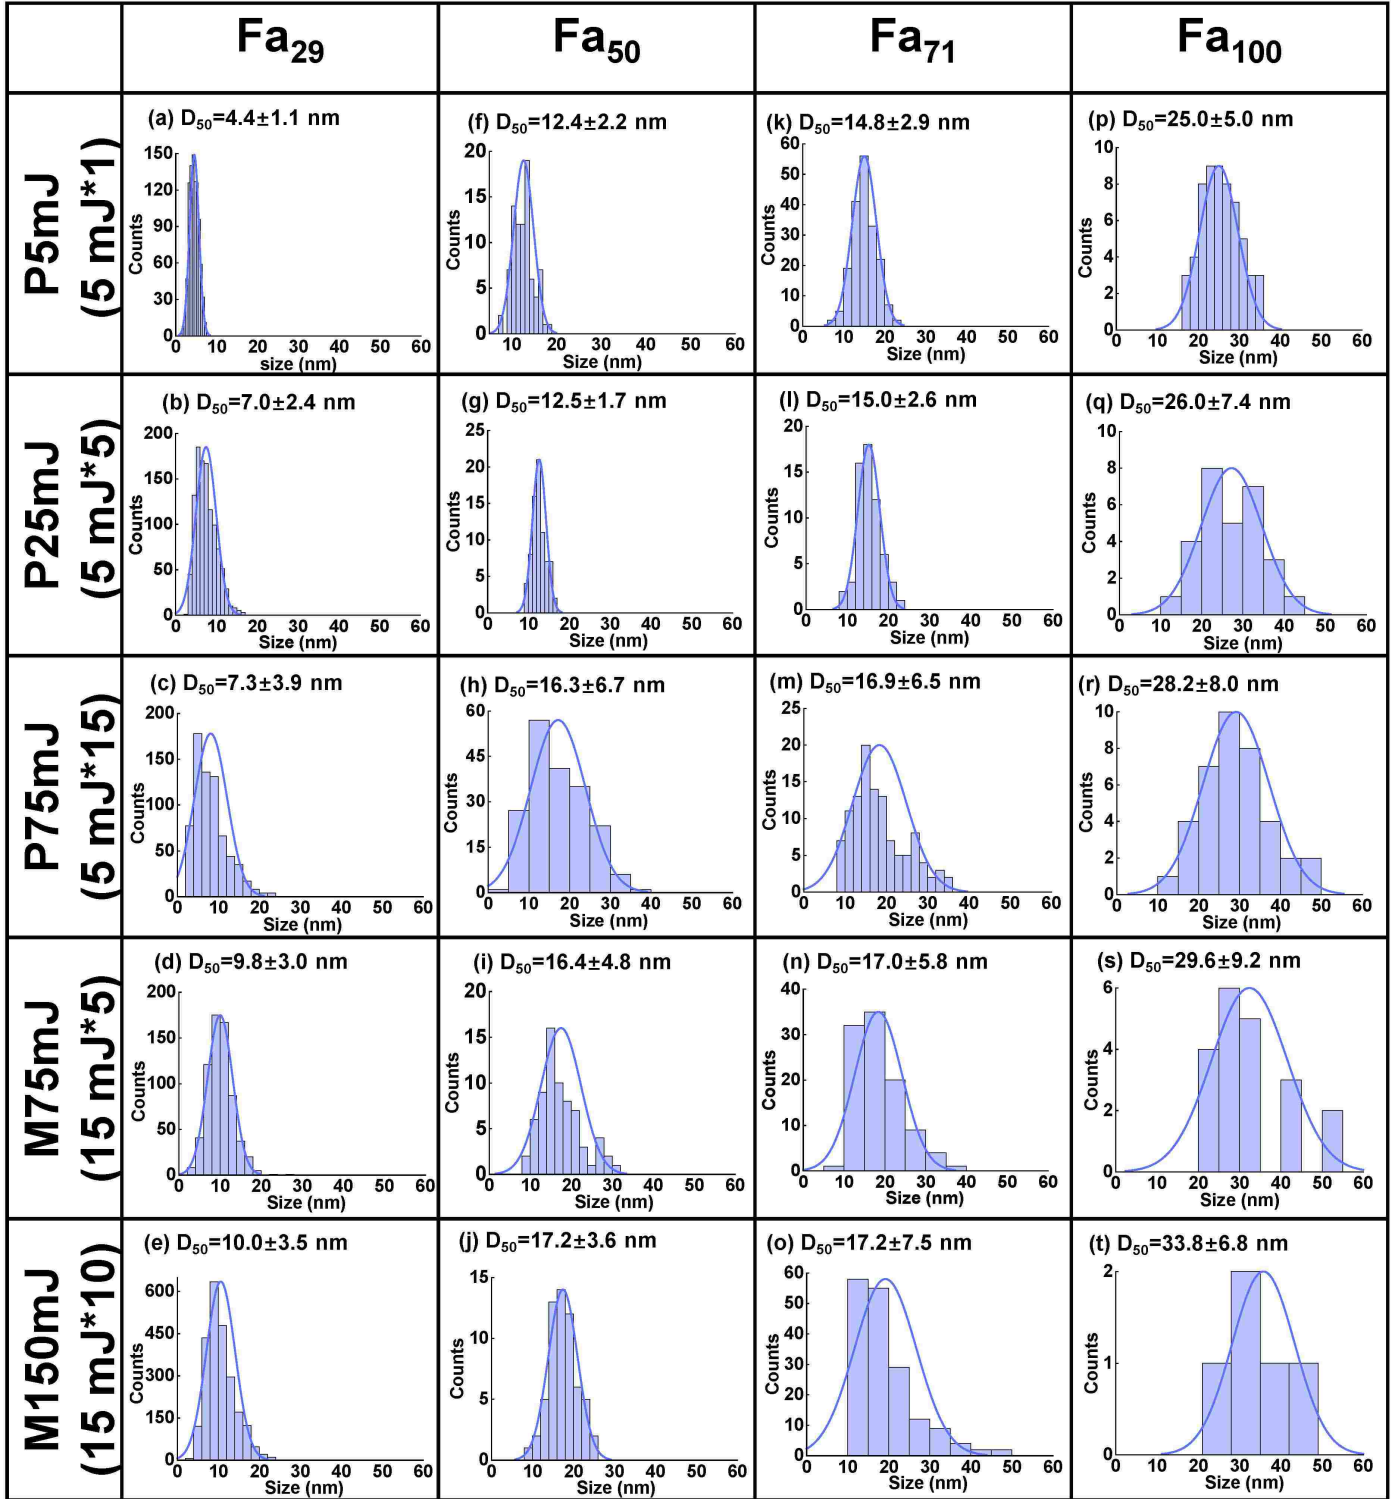 Fa29 Fa50 Fa71 Fa100
P5mJ
(5 mJ*1)
(a) D50=4.4±1.1 nm
150
120
90
60
30
0
Counts
0 10 20 30 40 50 60
size (nm)
(f) D50=12.4±2.2 nm
20
15
10
5
0
Counts
10 20 30 40 50 60
Size (nm)
(k) D50=14.8±2.9 nm
60
50
40
30
20
10
0
Counts
0 10 20 30 40 50 60
Size (nm)
(p) D50=25.0±5.0 nm
10
8
6
4
2
0
Counts
0 10 20 30 40 50 60
Size (nm)
P25mJ
(5 mJ*5)
(b) D50=7.0±2.4 nm
200
150
100
50
0
Counts
0 10 20 30 40 50 60
Size (nm)
(g) D50=12.5±1.7 nm
25
20
15
10
5
0
Counts
0 10 20 30 40 50 60
Size (nm)
(l) D50=15.0±2.6 nm
20
15
10
5
0
Counts
0 10 20 30 40 50 60
Size (nm)
(q) D50=26.0±7.4 nm
10
8
6
4
2
0
Counts
0 10 20 30 40 50 60
Size (nm)
P75mJ
(5 mJ*15)
(c) D50=7.3±3.9 nm
200
150
100
50
0
Counts
0 10 20 30 40 50 60
Size (nm)
(h) D50=16.3±6.7 nm
60
45
30
15
Counts
0 10 20 30 40 50 60
Size (nm)
(m) D50=16.9±6.5 nm
25
20
15
10
5
0
Counts
0 10 20 30 40 50 60
Size (nm)
(r) D50=28.2±8.0 nm
10
8
6
4
2
0
Counts
0 10 20 30 40 50 60
Size (nm)
M75mJ
(15 mJ*5)
(d) D50=9.8±3.0 nm
200
150
100
50
0
Counts
0 10 20 30 40 50 60
Size (nm)
(i) D50=16.4±4.8 nm
20
15
10
5
0
Counts
0 10 20 30 40 50 60
Size (nm)
(n) D50=17.0±5.8 nm
40
30
20
10
0
Counts
0 10 20 30 40 50 60
Size (nm)
(s) D50=29.6±9.2 nm
6
4
2
0
Counts
0 10 20 30 40 50 60
Size (nm)
M150mJ
(15 mJ*10)
(e) D50=10.0±3.5 nm
600
450
300
150
0
Counts
0 10 20 30 40 50 60
Size (nm)
(j) D50=17.2±3.6 nm
15
10
5
0
Counts
0 10 20 30 40 50 60
Size (nm)
(o) D50=17.2±7.5 nm
60
50
40
30
20
10
0
Counts
0 10 20 30 40 50 60
Size (nm)
(t) D50=33.8±6.8 nm
2
1
0
Counts
0 10 20 30 40 50 60
Size (nm)